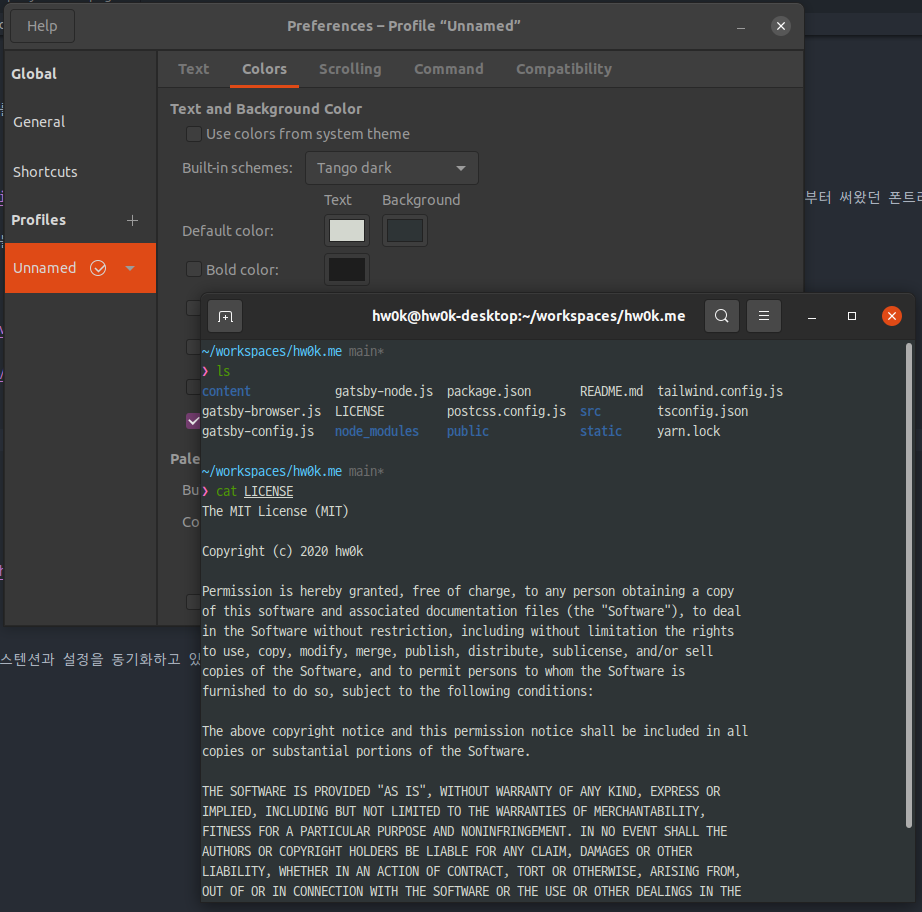 Help
Preferences – Profile “Unnamed”
Global
General
Shortcuts
Profiles
Unnamed
Text Colors Scrolling Command Compatibility
Text and Background Color
Use colors from system theme
Built-in schemes: Tango dark
Text Background
Default color:
Bold color:
Pale
Bu
Co
부터 써왔던 폰트
스텐션과 설정을 동기화하고 있
hw0k@hw0k-desktop:~/workspaces/hw0k.me
~/workspaces/hw0k.me main*
❯ ls
content gatsby-node.js package.json README.md tailwind.config.js
gatsby-browser.js LICENSE postcss.config.js src tsconfig.json
gatsby-config.js node_modules public static yarn.lock
~/workspaces/hw0k.me main*
❯ cat LICENSE
The MIT License (MIT)
Copyright (c) 2020 hw0k
Permission is hereby granted, free of charge, to any person obtaining a copy
of this software and associated documentation files (the "Software"), to deal
in the Software without restriction, including without limitation the rights
to use, copy, modify, merge, publish, distribute, sublicense, and/or sell
copies of the Software, and to permit persons to whom the Software is
furnished to do so, subject to the following conditions:
The above copyright notice and this permission notice shall be included in all
copies or substantial portions of the Software.
THE SOFTWARE IS PROVIDED "AS IS", WITHOUT WARRANTY OF ANY KIND, EXPRESS OR
IMPLIED, INCLUDING BUT NOT LIMITED TO THE WARRANTIES OF MERCHANTABILITY,
FITNESS FOR A PARTICULAR PURPOSE AND NONINFRINGEMENT. IN NO EVENT SHALL THE
AUTHORS OR COPYRIGHT HOLDERS BE LIABLE FOR ANY CLAIM, DAMAGES OR OTHER
LIABILITY, WHETHER IN AN ACTION OF CONTRACT, TORT OR OTHERWISE, ARISING FROM,
OUT OF OR IN CONNECTION WITH THE SOFTWARE OR THE USE OR OTHER DEALINGS IN THE